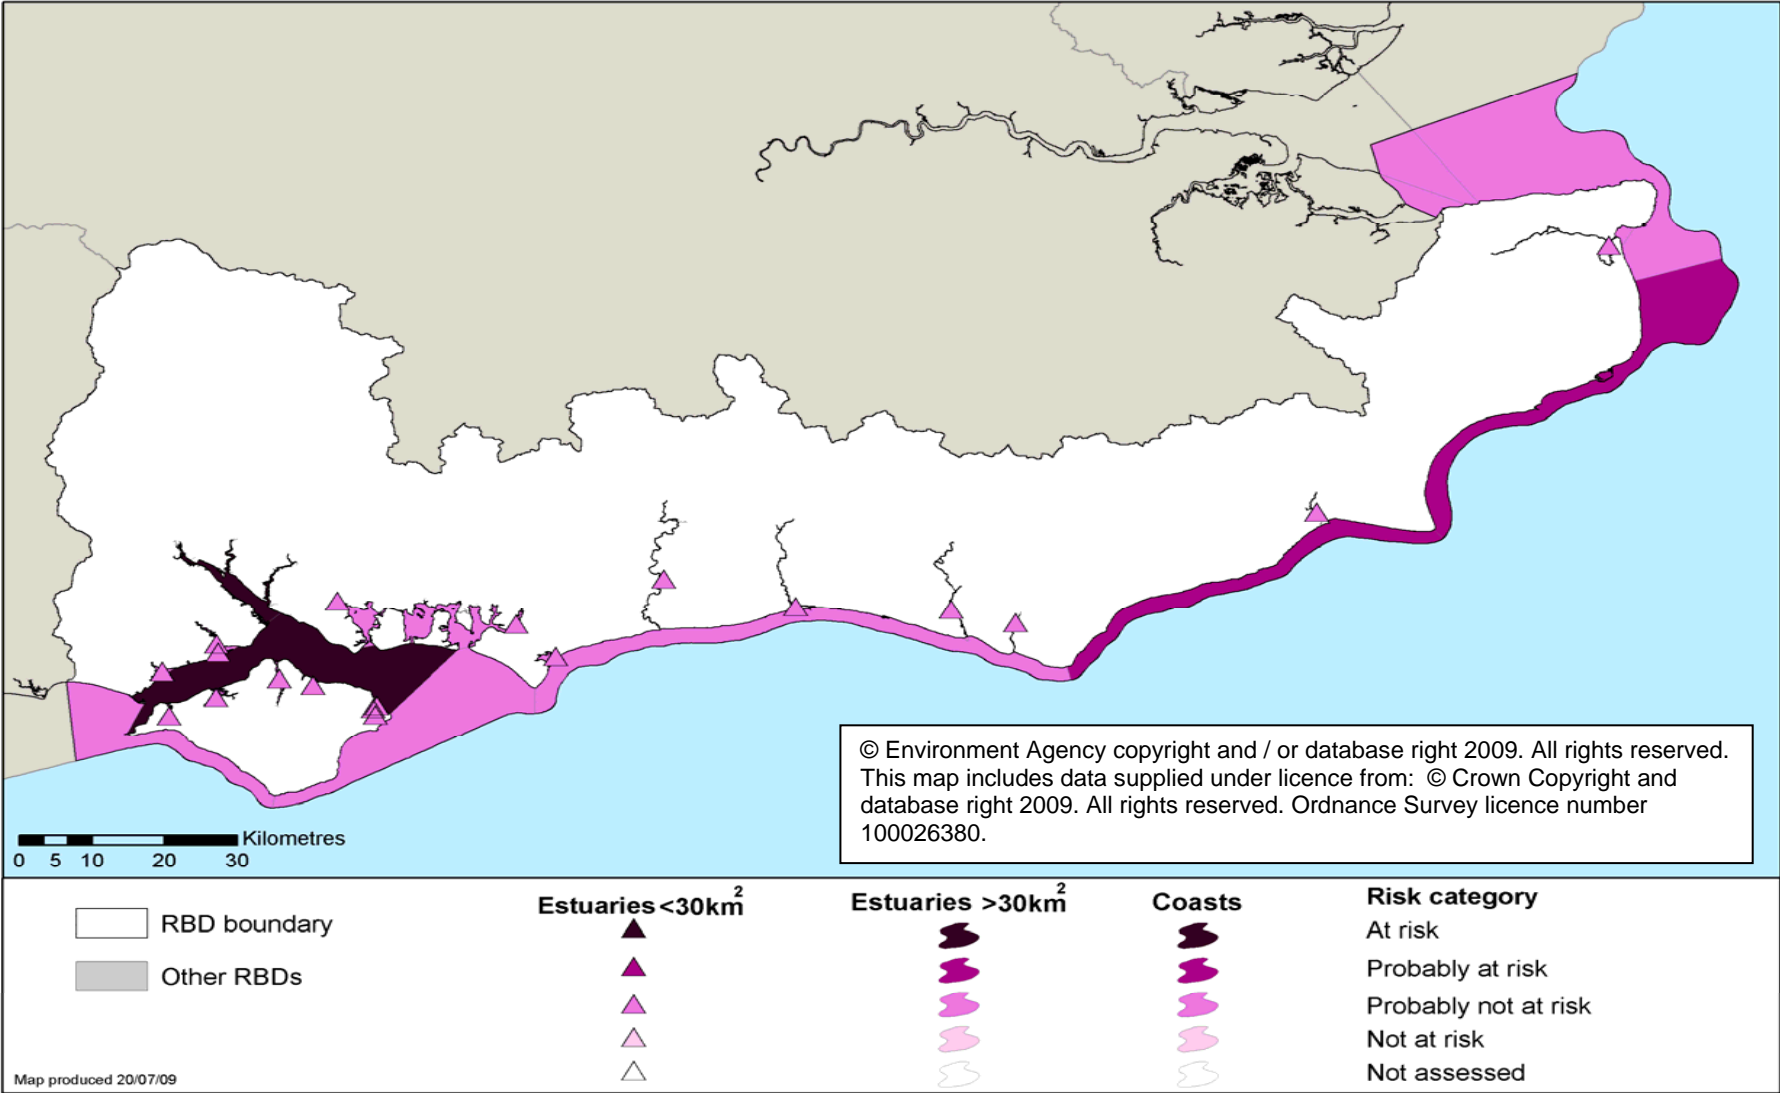 © Environment Agency copyright and / or database right 2009. All rights reserved.
This map includes data supplied under licence from: © Crown Copyright and
database right 2009. All rights reserved. Ordnance Survey licence number
100026380.
Kilometres
0 5 10 20 30
RBD boundary
Other RBDs
Estuaries <30km²
Estuaries >30km²
Coasts
Risk category
At risk
Probably at risk
Probably not at risk
Not at risk
Not assessed
Map produced 20/07/09